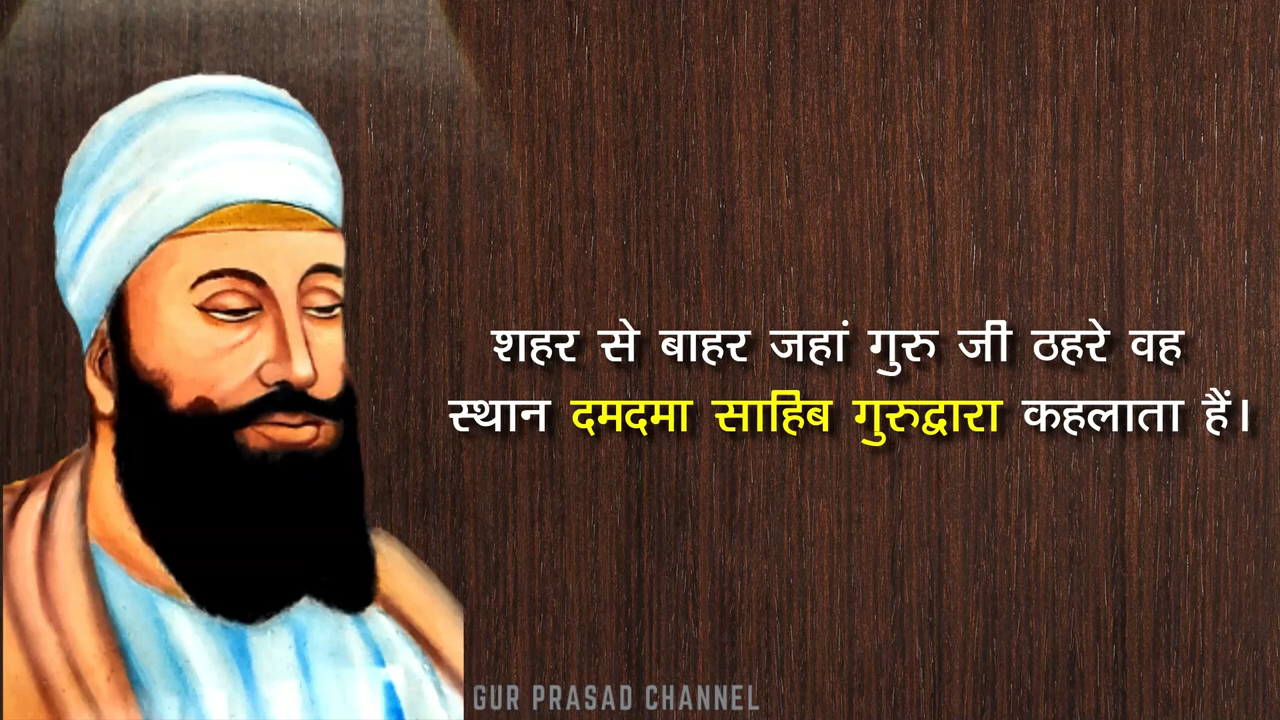 शहर से बाहर जहां गुरु जी ठहरे वह
स्थान दमदमा साहिब गुरुद्वारा कहलाता हैं।
GUR PRASAD CHANNEL